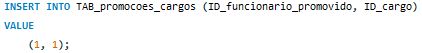 INSERT INTO TAB_promocoes_cargos (ID_funcionario_promovido, ID_cargo)
VALUE
(1, 1);